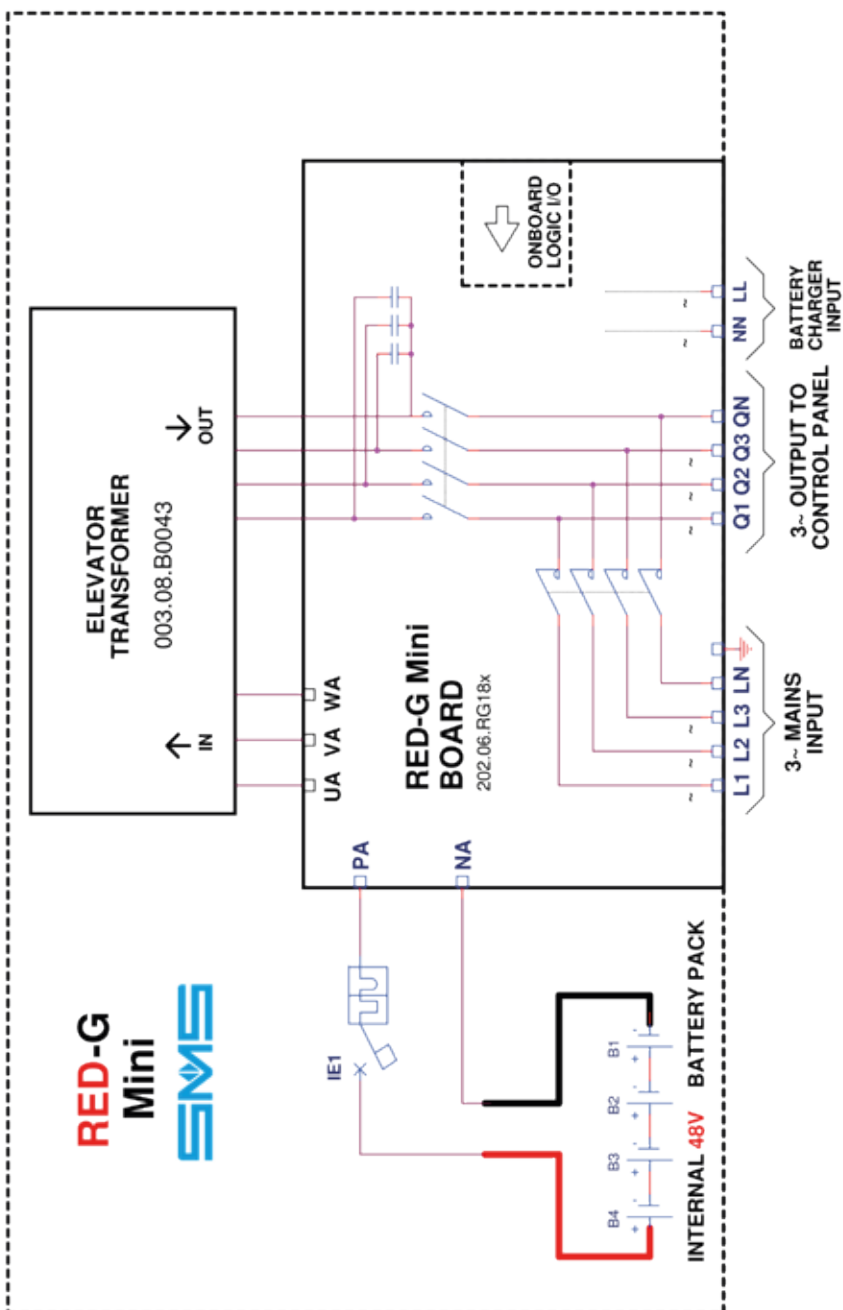 RED-G
Mini
SMS
ELEVATOR
TRANSFORMER
003.08.B0043
IN
OUT
UA VA WA
PA
NA
IE1
RED-G Mini
BOARD
202.06.RG18x
ONBOARD
LOGIC I/O
B4 B3 B2 B1
+ - + - + - + -
INTERNAL 48V BATTERY PACK
~ ~ ~ ~ ~ ~ ~ ~
L1 L2 L3 LN Q1 Q2 Q3 QN NN LL
3~ MAINS
INPUT
3~ OUTPUT TO
CONTROL PANEL
BATTERY
CHARGER
INPUT